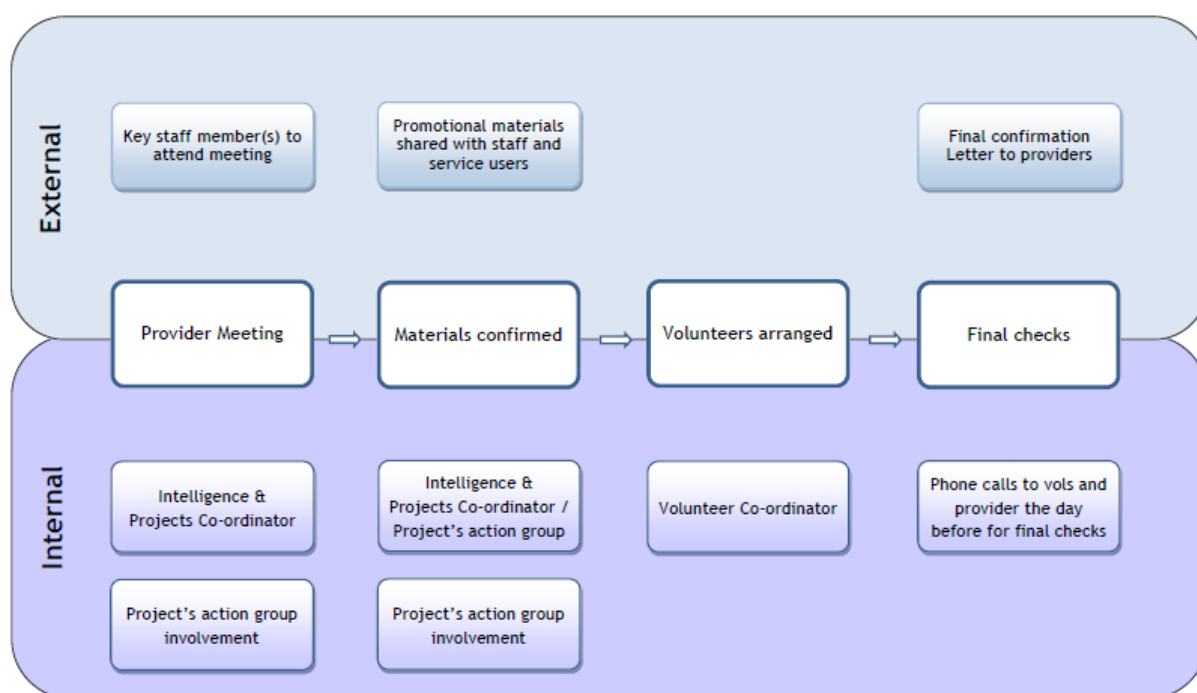 External
Key staff member(s) to
attend meeting
Promotional materials
shared with staff and
service users
Final confirmation
Letter to providers
Provider Meeting
Materials confirmed
Volunteers arranged
Final checks
Internal
Intelligence &
Projects Co-ordinator
Intelligence &
Projects Co-ordinator /
Project’s action group
Volunteer Co-ordinator
Phone calls to vols and
provider the day
before for final checks
Project’s action group
involvement
Project’s action group
involvement